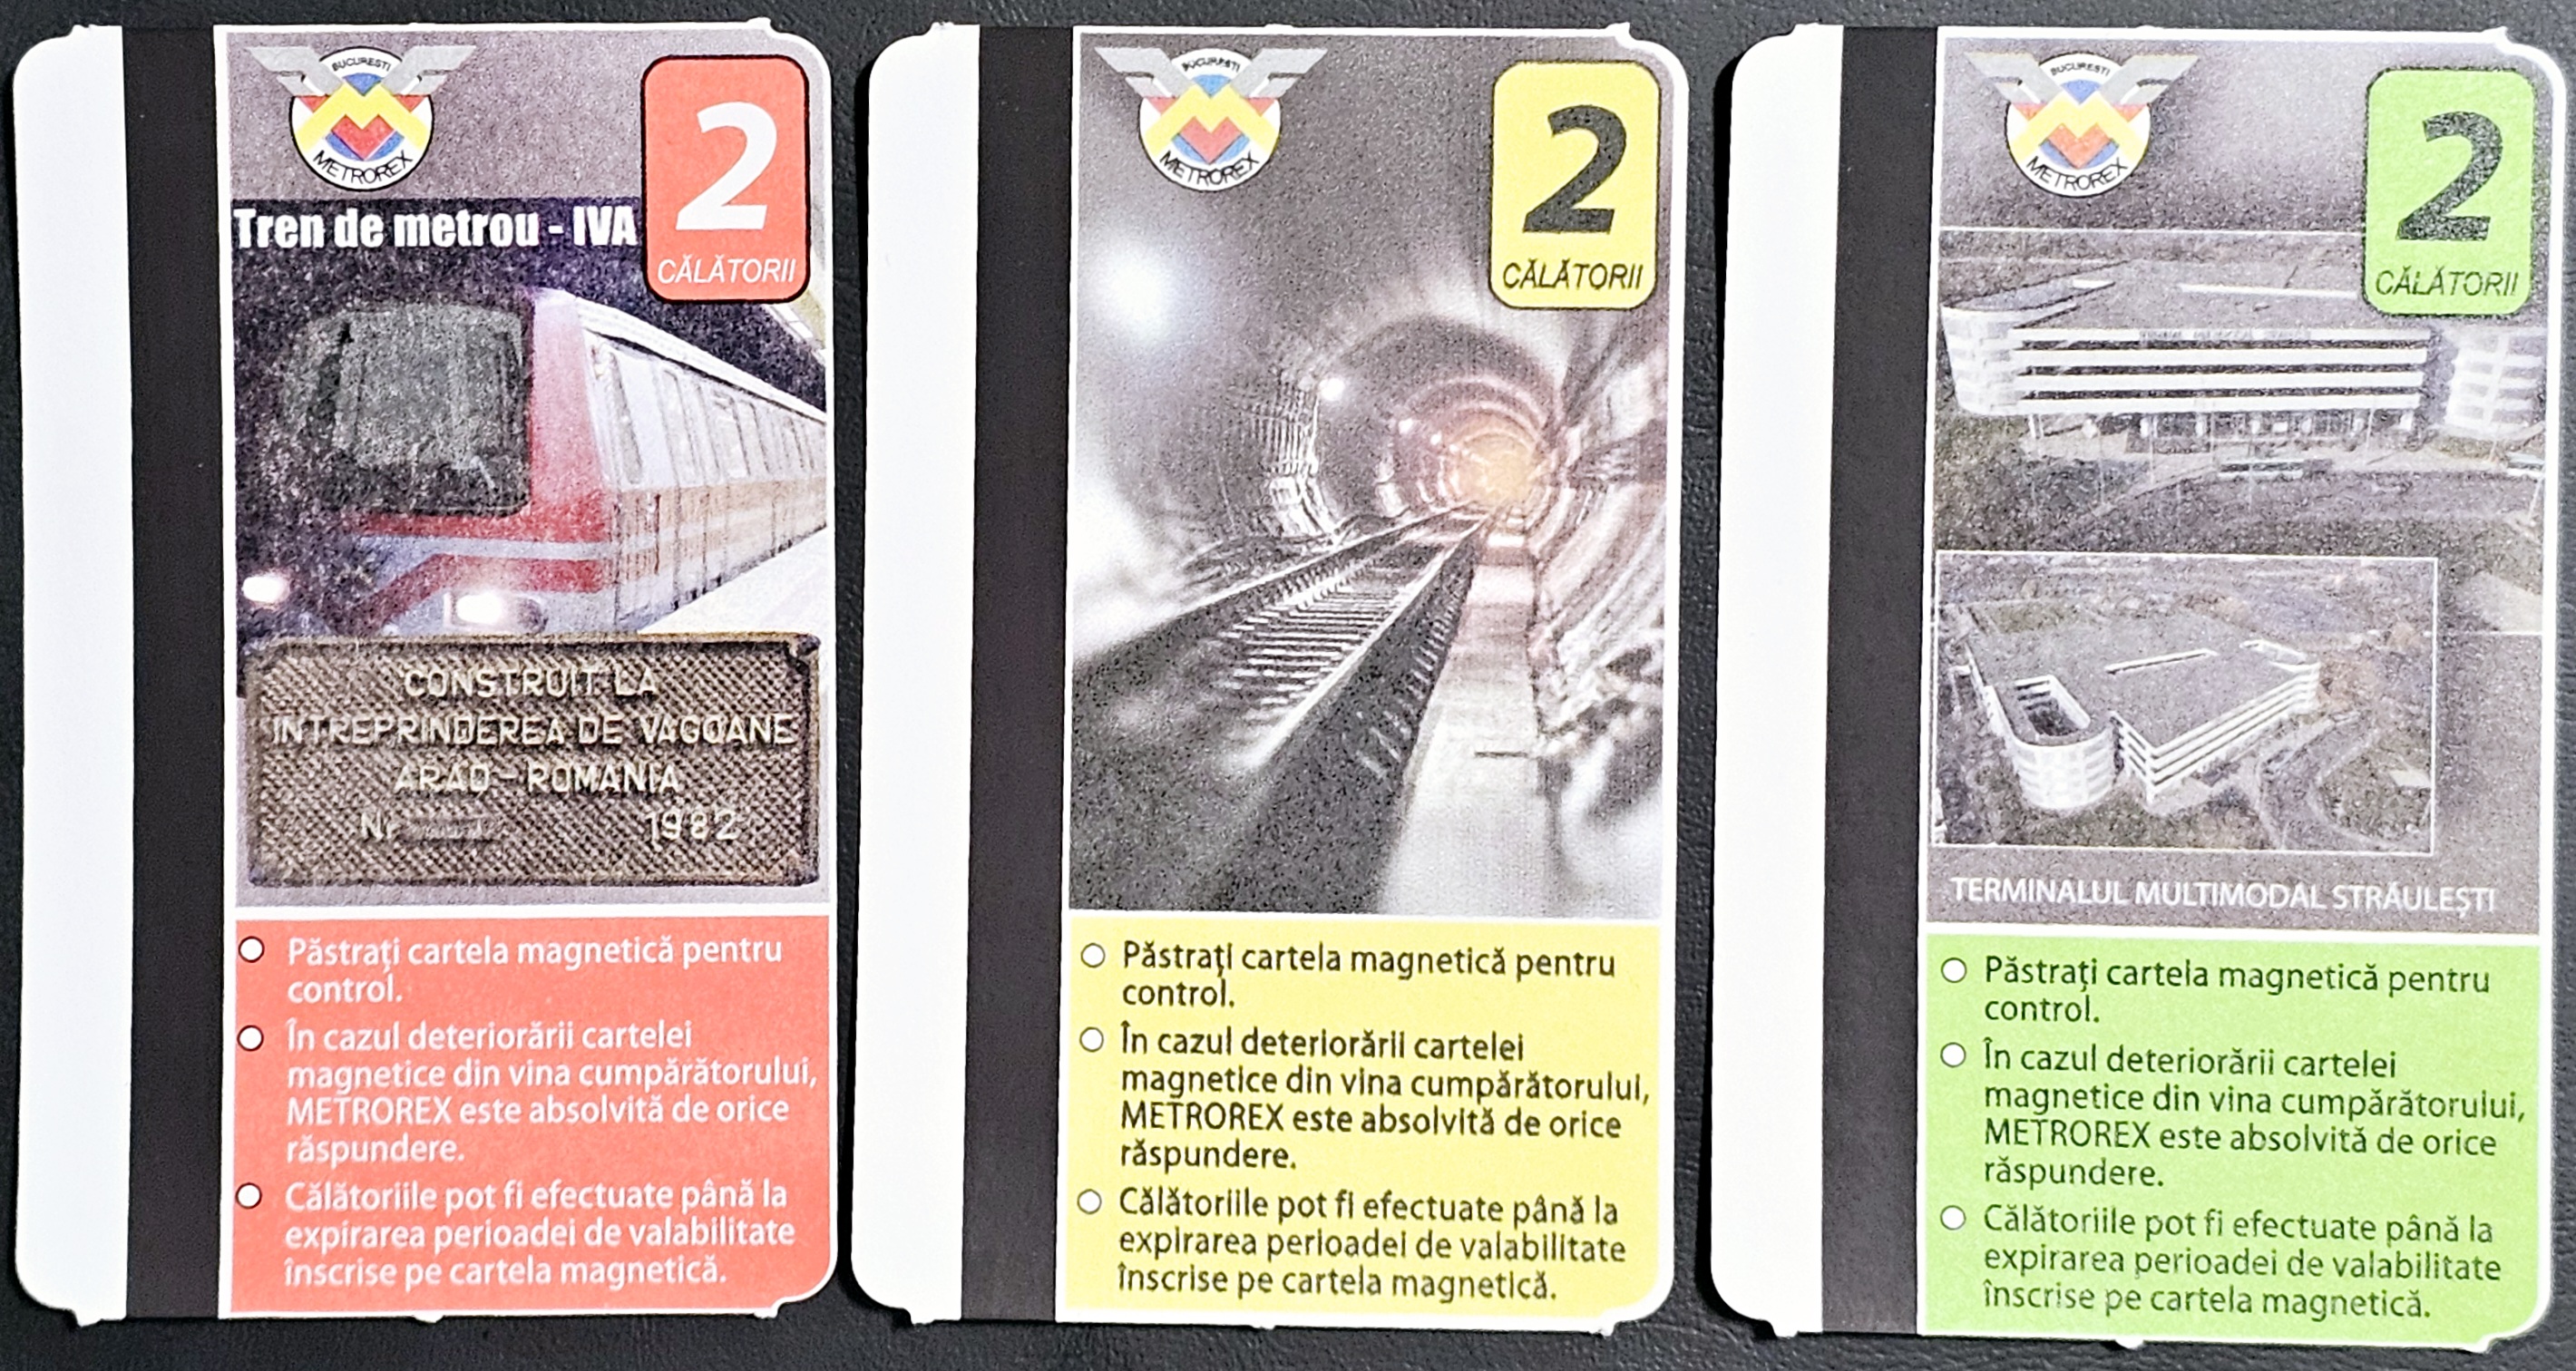 BUCURESTI
METROREX
2
CĂLĂTORII
Tren de metrou - IVA
CONSTRUIT LA
INTREPRINDEREA DE VAGOANE
ARAD - ROMANIA
Nr 1982
Păstrați cartela magnetică pentru
control.
În cazul deteriorării cartelei
magnetice din vina cumpărătorului,
METROREX este absolvită de orice
răspundere.
Călătoriile pot fi efectuate până la
expirarea perioadei de valabilitate
înscrise pe cartela magnetică.
BUCUREȘTI
METROREX
2
CĂLĂTORII
Păstrați cartela magnetică pentru
control.
În cazul deteriorării cartelei
magnetice din vina cumpărătorului,
METROREX este absolvită de orice
răspundere.
Călătoriile pot fi efectuate până la
expirarea perioadei de valabilitate
înscrise pe cartela magnetică.
BUCUREȘTI
METROREX
2
CĂLĂTORII
TERMINALUL MULTIMODAL STRĂULEȘTI
Păstrați cartela magnetică pentru
control.
În cazul deteriorării cartelei
magnetice din vina cumpărătorului,
METROREX este absolvită de orice
răspundere.
Călătoriile pot fi efectuate până la
expirarea perioadei de valabilitate
înscrise pe cartela magnetică.